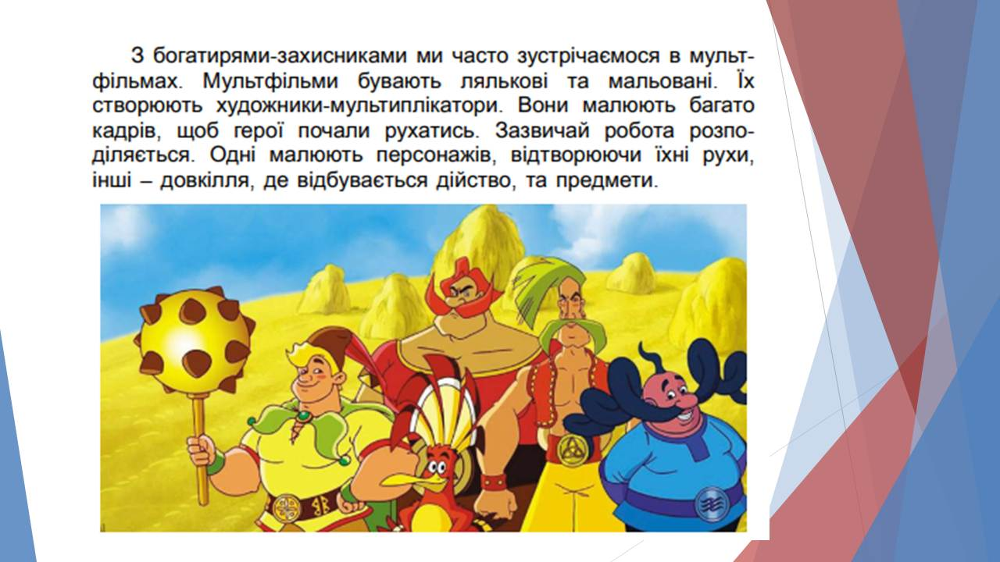 З богатирями-захисниками ми часто зустрічаємося в мульт-
фільмах. Мультфільми бувають лялькові та мальовані. Їх
створюють художники-мультиплікатори. Вони малюють багато
кадрів, щоб герої почали рухатись. Зазвичай робота розпо-
діляється. Одні малюють персонажів, відтворюючи їхні рухи,
інші – довкілля, де відбувається дійство, та предмети.